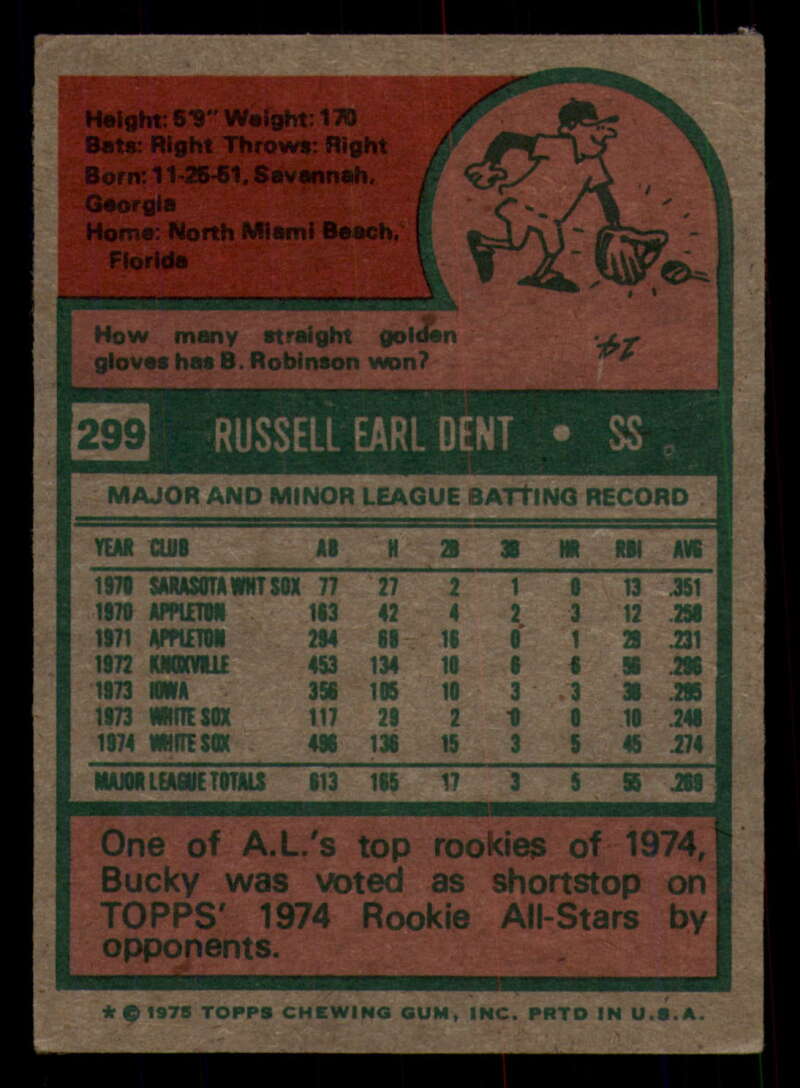 Height: 5'9" Weight: 170
Bats: Right Throws: Right
Born: 11-25-51, Savannah,
Georgia
Home: North Miami Beach,
Florida
How many straight golden
gloves has B. Robinson won?
14.
299 RUSSELL EARL DENT • SS
MAJOR AND MINOR LEAGUE BATTING RECORD
YEAR CLUB AB H 2B 3B HR RBI AVG
1970 SARASOTA WHT SOX 77 27 2 1 0 13 .351
1970 APPLETON 163 42 4 2 3 12 .258
1971 APPLETON 294 68 16 0 1 29 .231
1972 KNOXVILLE 453 134 10 6 6 56 .296
1973 IOWA 356 105 10 3 3 38 .295
1973 WHITE SOX 117 29 2 0 0 10 .248
1974 WHITE SOX 496 136 15 3 5 45 .274
MAJOR LEAGUE TOTALS 613 165 17 3 5 55 .269
One of A.L.'s top rookies of 1974,
Bucky was voted as shortstop on
TOPPS' 1974 Rookie All-Stars by
opponents.
* © 1975 TOPPS CHEWING GUM, INC. PRTD IN U.S.A.